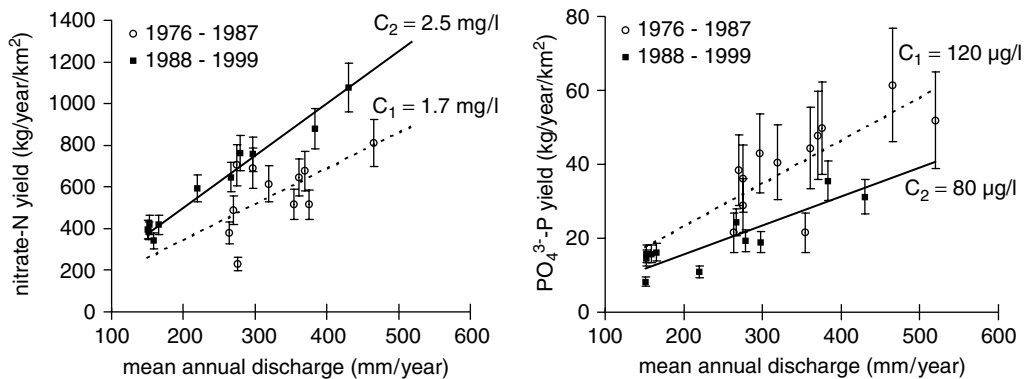 1400
1200
1000
800
600
400
200
0
nitrate-N yield (kg/year/km²)
1976 - 1987
1988 - 1999
C₂ = 2.5 mg/l
C₁ = 1.7 mg/l
100 200 300 400 500 600
mean annual discharge (mm/year)
80
60
40
20
0
PO₄³⁻-P yield (kg/year/km²)
1976 - 1987
1988 - 1999
C₁ = 120 µg/l
C₂ = 80 µg/l
100 200 300 400 500 600
mean annual discharge (mm/year)